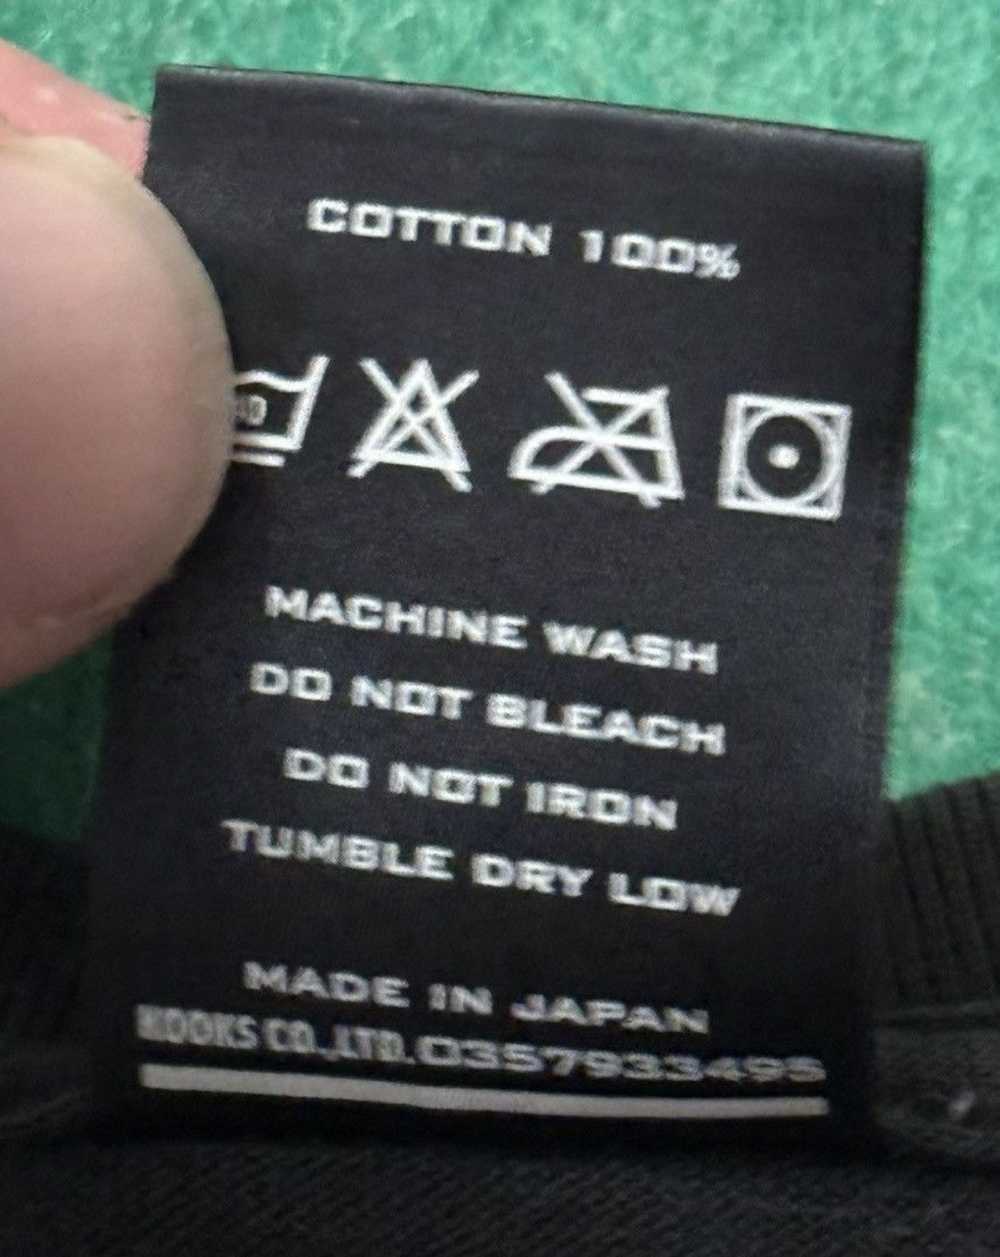 COTTON 100%
MACHINE WASH
DO NOT BLEACH
DO NOT IRON
TUMBLE DRY LOW
MADE IN JAPAN
HOOKS CO.,LTD. 0357933495